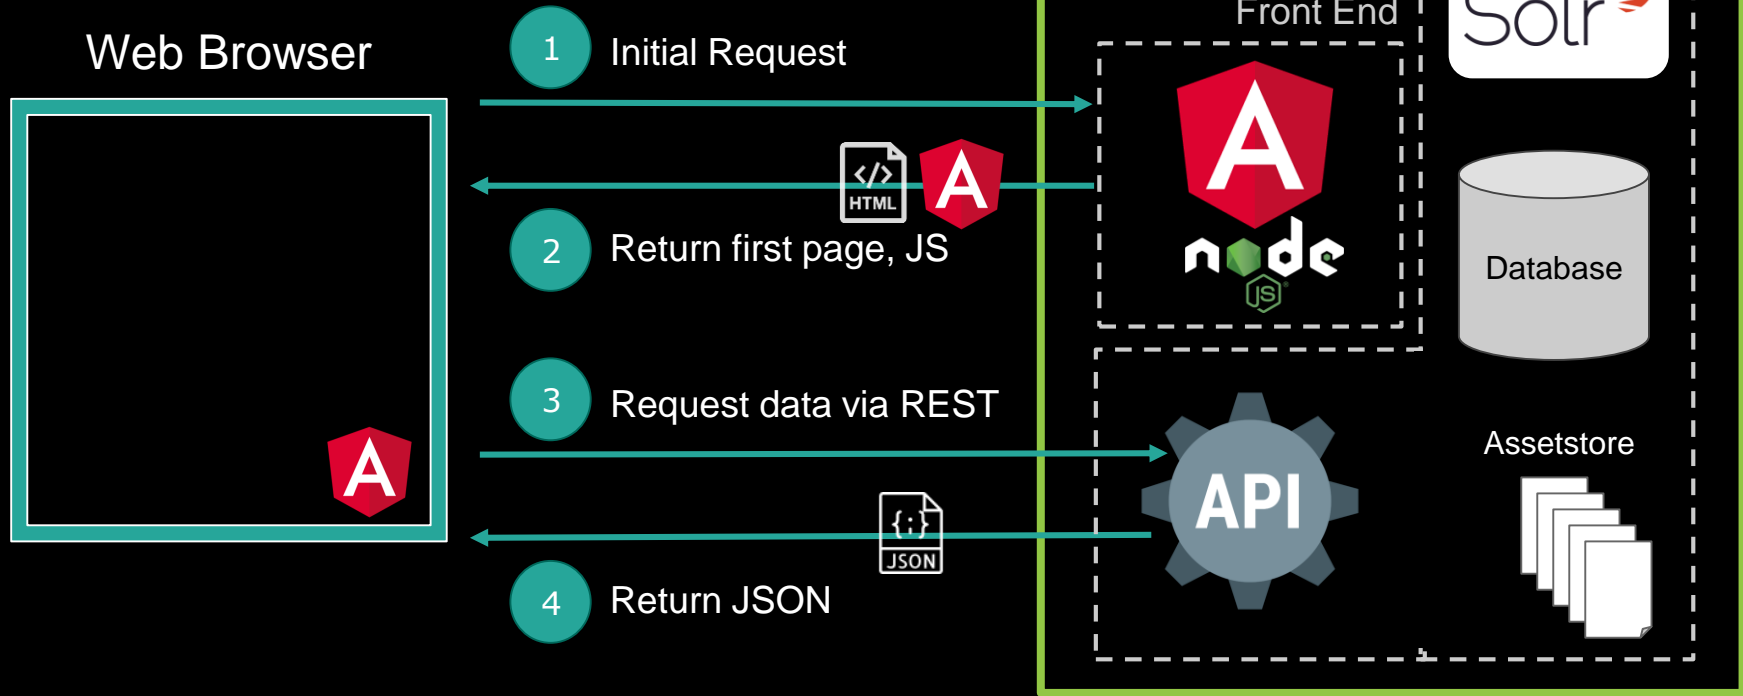 Front End
Solr
Web Browser
1
Initial Request
HTML
2
Return first page, JS
node
JS
Database
3
Request data via REST
API
Assetstore
{;}
JSON
4
Return JSON